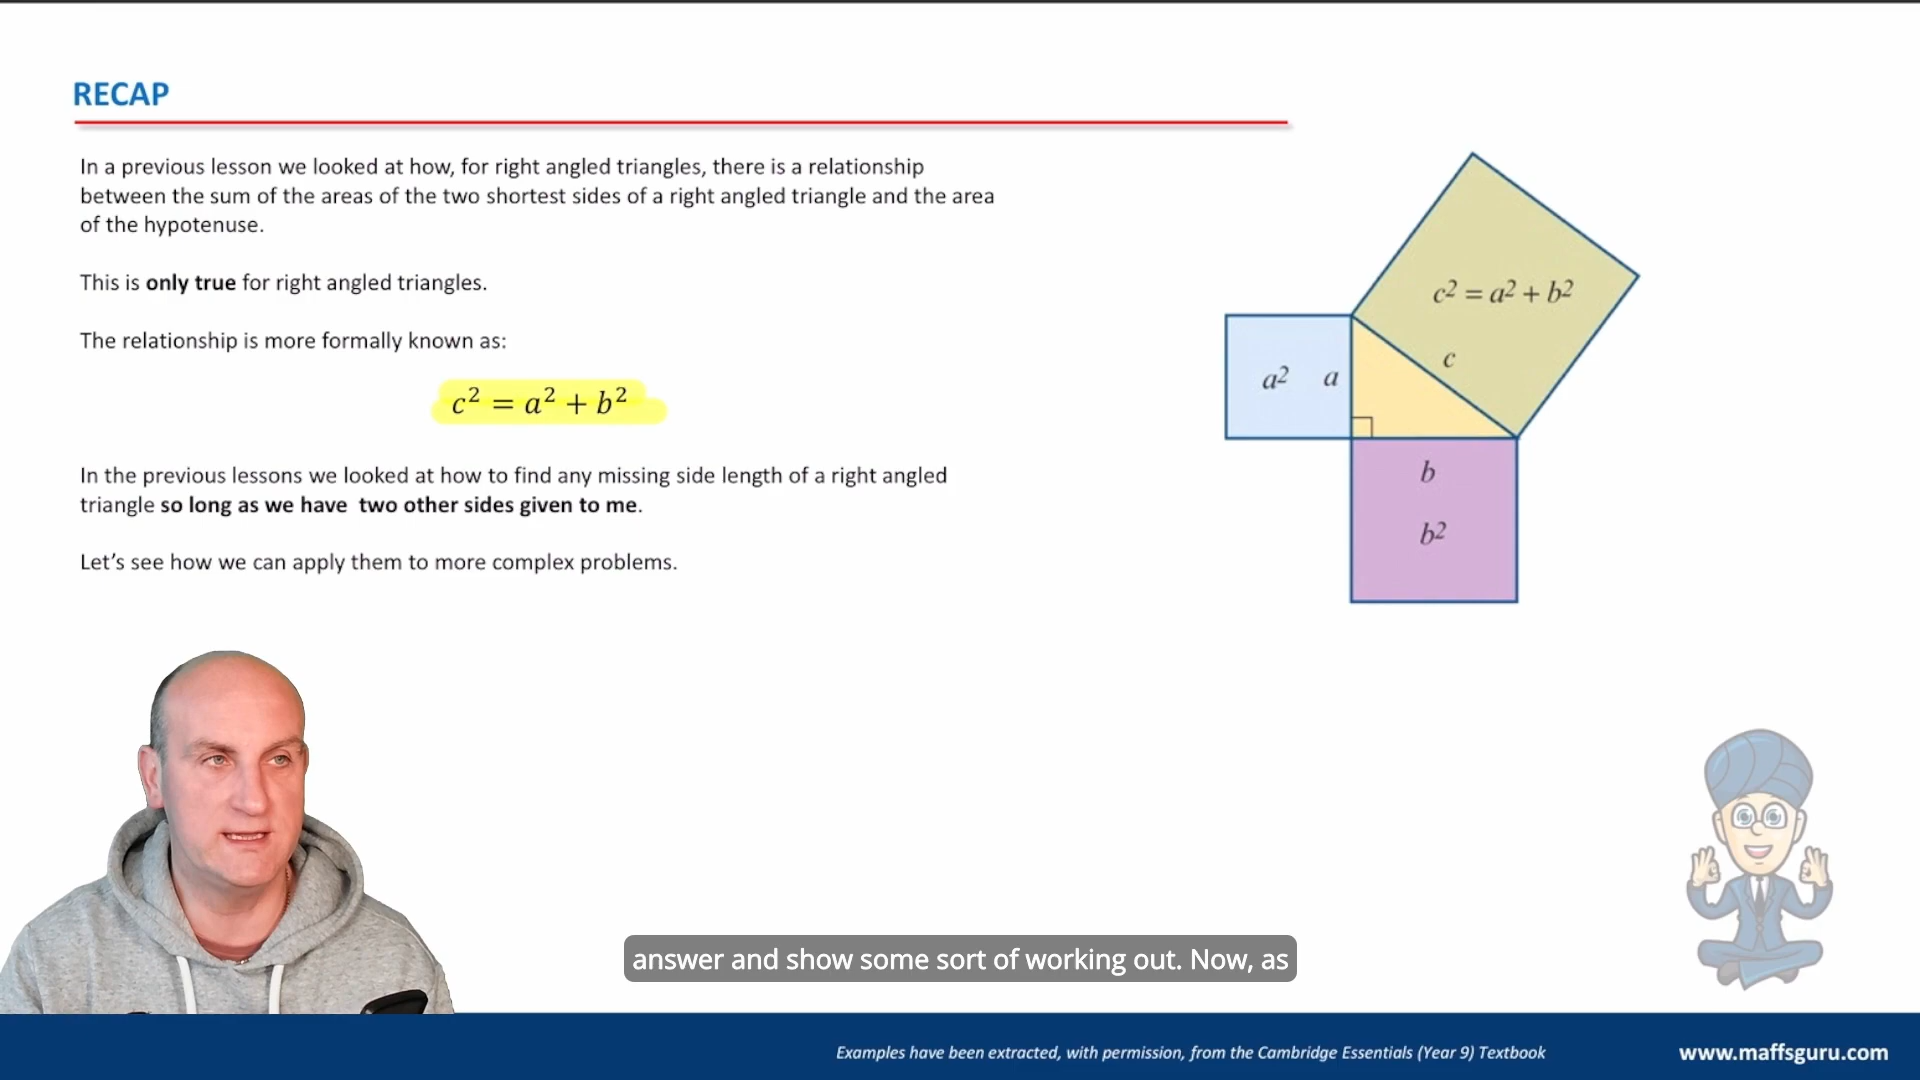 RECAP
In a previous lesson we looked at how, for right angled triangles, there is a relationship
between the sum of the areas of the two shortest sides of a right angled triangle and the area
of the hypotenuse.
This is only true for right angled triangles.
The relationship is more formally known as:
c² = a² + b²
In the previous lessons we looked at how to find any missing side length of a right angled
triangle so long as we have  two other sides given to me.
Let’s see how we can apply them to more complex problems.
c² = a² + b²
c
a² a
b
b²
answer and show some sort of working out. Now, as
Examples have been extracted, with permission, from the Cambridge Essentials (Year 9) Textbook
www.maffsguru.com